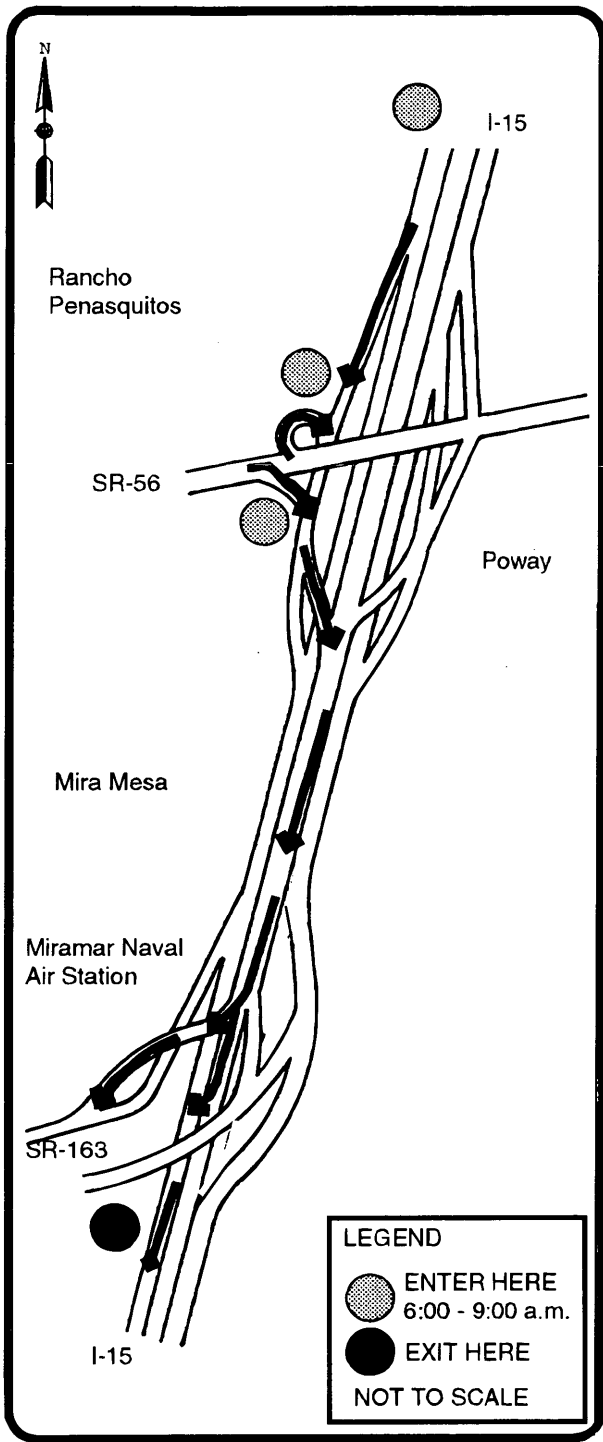 N
I-15
Rancho
Penasquitos
SR-56
Poway
Mira Mesa
Miramar Naval
Air Station
SR-163
I-15
LEGEND
ENTER HERE
6:00 - 9:00 a.m.
EXIT HERE
NOT TO SCALE